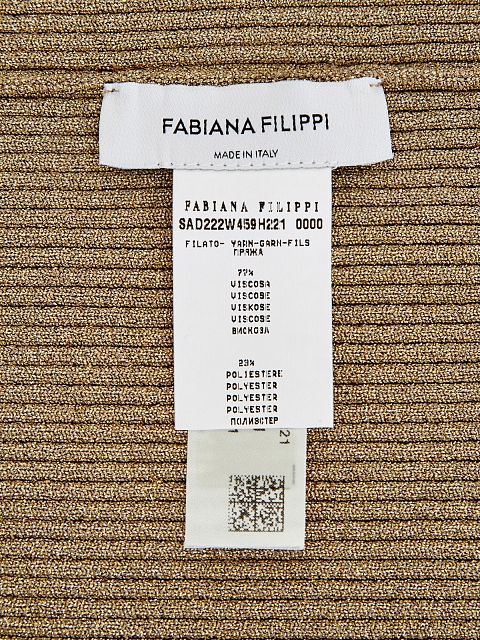 FABIANA FILIPPI
MADE IN ITALY
FABIANA FILIPPI
SAD222W459H221 0000
FILATO- YARN-GARN-FILS
ПРЯЖА
77%
VISCOSA
VISCOSE
VISKOSE
VISCOSE
ВИСКОЗА
23%
POLIESTERE
POLYESTER
POLYESTER
POLYESTER
ПОЛИЭСТЕР
21